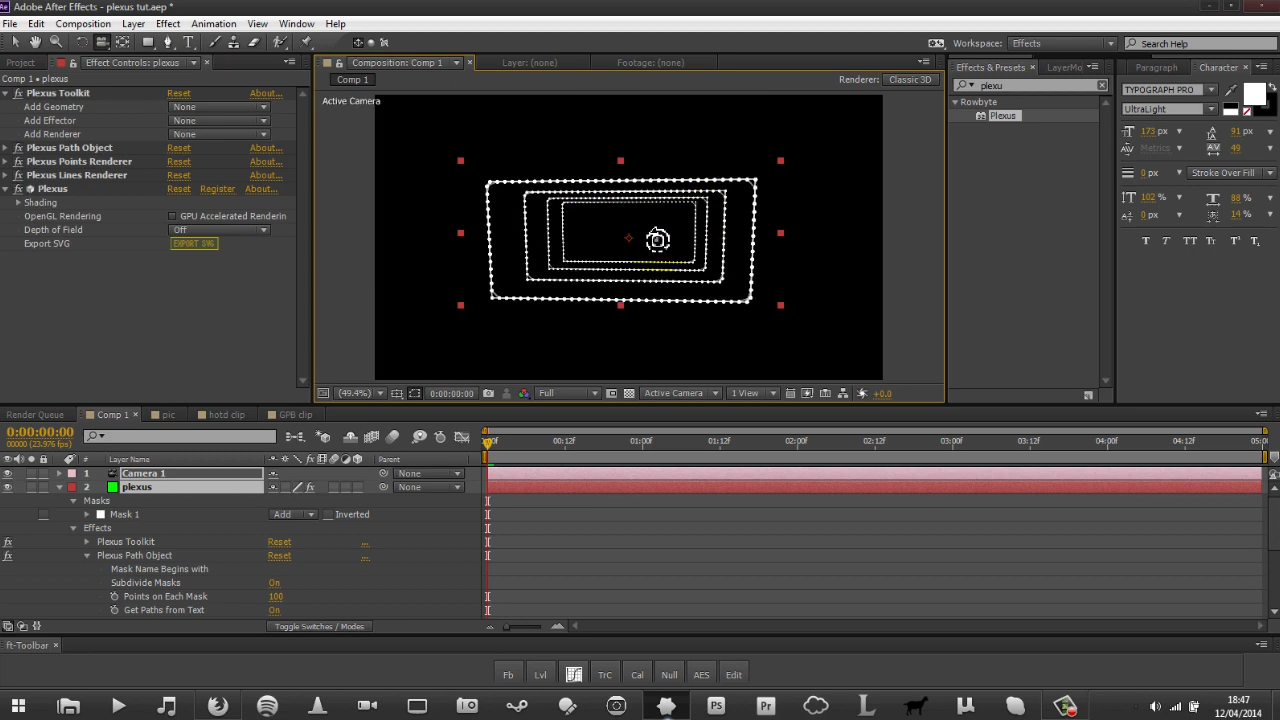 Adobe After Effects - plexus tut.aep *
File Edit Composition Layer Effect Animation View Window Help
Workspace: Effects Search Help
Project Effect Controls: plexus Composition: Comp 1 Layer: (none) Footage: (none) Effects & Presets LayerMo Paragraph Character
Comp 1 • plexus Comp 1 Renderer: Classic 3D plexu TYPOGRAPH PRO
Plexus Toolkit Reset About... Active Camera Rowbyte UltraLight
Add Geometry None Plexus
Add Effector None 173 px 91 px
Add Renderer None Metrics 49
Plexus Path Object Reset About...
Plexus Points Renderer Reset About... 0 px Stroke Over Fill
Plexus Lines Renderer Reset About...
Plexus Reset Register About... 102 % 88 %
Shading 0 px 14 %
OpenGL Rendering GPU Accelerated Renderin
Depth of Field Off T T TT Tt T¹ T₁
Export SVG EXPORT SVG
(49.4%) 0:00:00:00 Full Active Camera 1 View +0.0
Render Queue Comp 1 pic hotd clip GPB clip
0:00:00:00
00000 (23.976 fps) :00f 00:12f 01:00f 01:12f 02:00f 02:12f 03:00f 03:12f 04:00f 04:12f 05:0
# Layer Name Parent
1 Camera 1 None
2 plexus None
Masks
Mask 1 Add Inverted
Effects
Plexus Toolkit Reset ...
Plexus Path Object Reset ...
Mask Name Begins with
Subdivide Masks On
Points on Each Mask 100
Get Paths from Text On
Toggle Switches / Modes
ft-Toolbar
Fb Lvl TrC Cal Null AES Edit
Ps Pr
18:47
12/04/2014